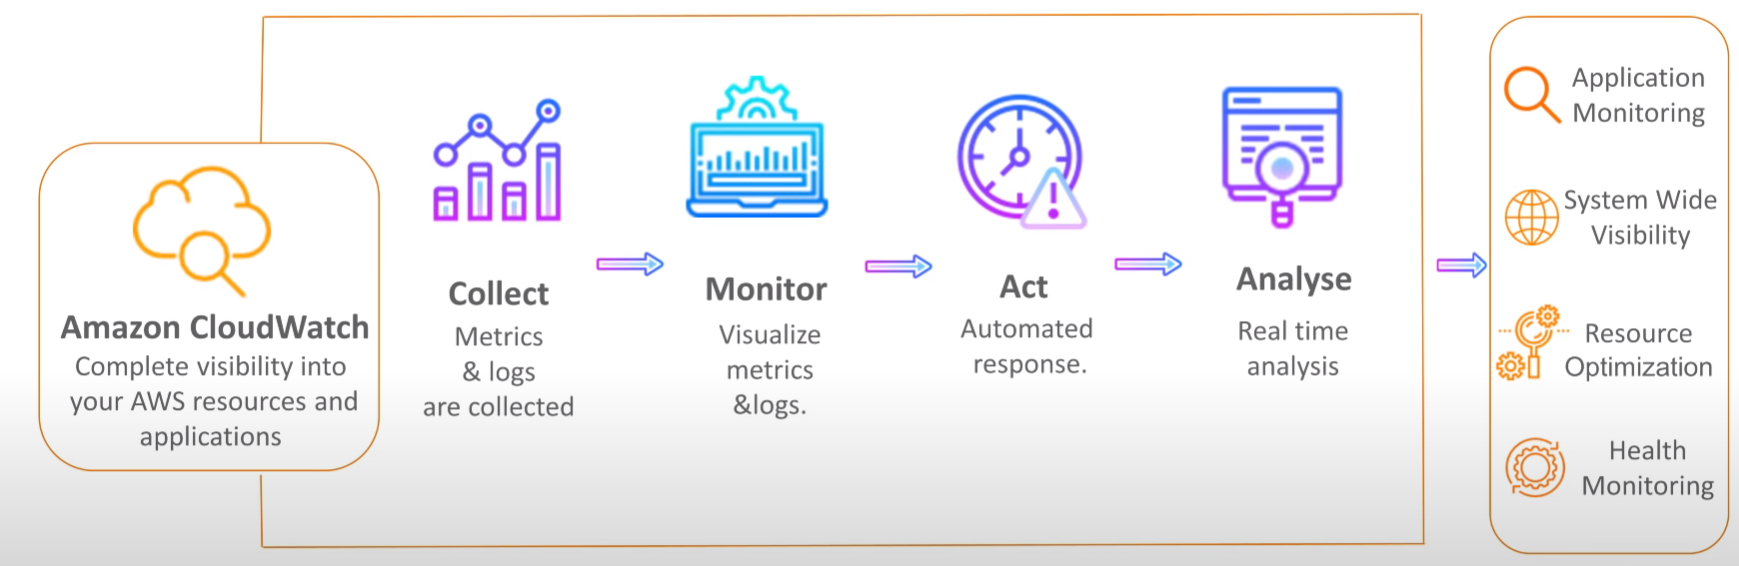 Amazon CloudWatch
Complete visibility into
your AWS resources and
applications
Collect
Metrics
& logs
are collected
Monitor
Visualize
metrics
&logs.
Act
Automated
response.
Analyse
Real time
analysis
Application
Monitoring
System Wide
Visibility
Resource
Optimization
Health
Monitoring